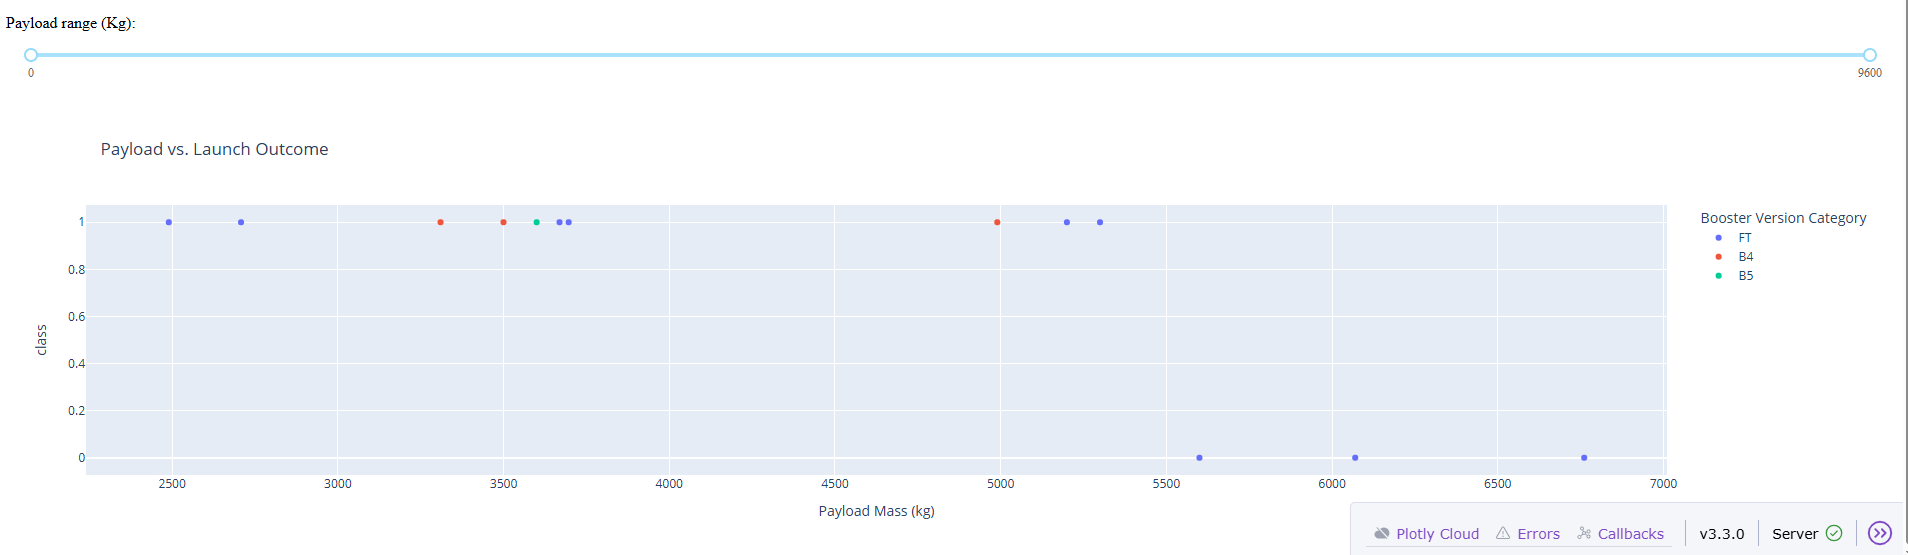 Payload range (Kg):
0
9600
Payload vs. Launch Outcome
Booster Version Category
FT
B4
B5
1
0.8
0.6
0.4
0.2
0
class
2500 3000 3500 4000 4500 5000 5500 6000 6500 7000
Payload Mass (kg)
Plotly Cloud Errors Callbacks v3.3.0 Server